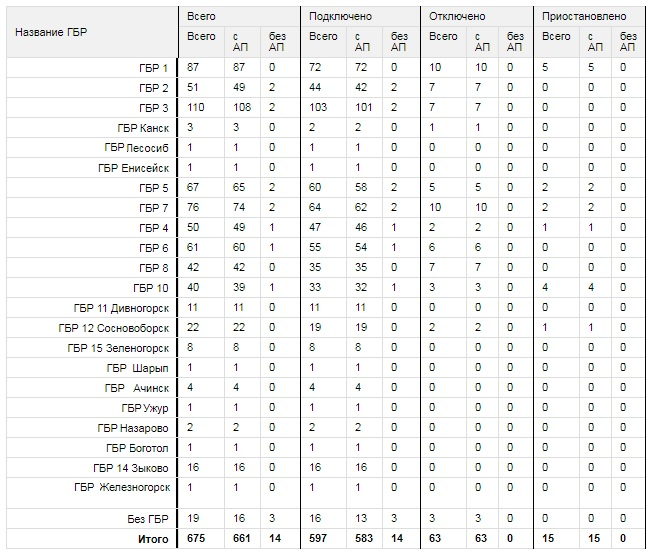 Название ГБР Всего Подключено Отключено Приостановлено
Всего с АП без АП Всего с АП без АП Всего с АП без АП Всего с АП без АП
ГБР 1 87 87 0 72 72 0 10 10 0 5 5 0
ГБР 2 51 49 2 44 42 2 7 7 0 0 0 0
ГБР 3 110 108 2 103 101 2 7 7 0 0 0 0
ГБР Канск 3 3 0 2 2 0 1 1 0 0 0 0
ГБР Лесосиб 1 1 0 1 1 0 0 0 0 0 0 0
ГБР Енисейск 1 1 0 1 1 0 0 0 0 0 0 0
ГБР 5 67 65 2 60 58 2 5 5 0 2 2 0
ГБР 7 76 74 2 64 62 2 10 10 0 2 2 0
ГБР 4 50 49 1 47 46 1 2 2 0 1 1 0
ГБР 6 61 60 1 55 54 1 6 6 0 0 0 0
ГБР 8 42 42 0 35 35 0 7 7 0 0 0 0
ГБР 10 40 39 1 33 32 1 3 3 0 4 4 0
ГБР 11 Дивногорск 11 11 0 11 11 0 0 0 0 0 0 0
ГБР 12 Сосновоборск 22 22 0 19 19 0 2 2 0 1 1 0
ГБР 15 Зеленогорск 8 8 0 8 8 0 0 0 0 0 0 0
ГБР Шарып 1 1 0 1 1 0 0 0 0 0 0 0
ГБР Ачинск 4 4 0 4 4 0 0 0 0 0 0 0
ГБР Ужур 1 1 0 1 1 0 0 0 0 0 0 0
ГБР Назарово 2 2 0 2 2 0 0 0 0 0 0 0
ГБР Боготол 1 1 0 1 1 0 0 0 0 0 0 0
ГБР 14 Зыково 16 16 0 16 16 0 0 0 0 0 0 0
ГБР Железногорск 1 1 0 1 1 0 0 0 0 0 0 0
Без ГБР 19 16 3 16 13 3 3 3 0 0 0 0
Итого 675 661 14 597 583 14 63 63 0 15 15 0